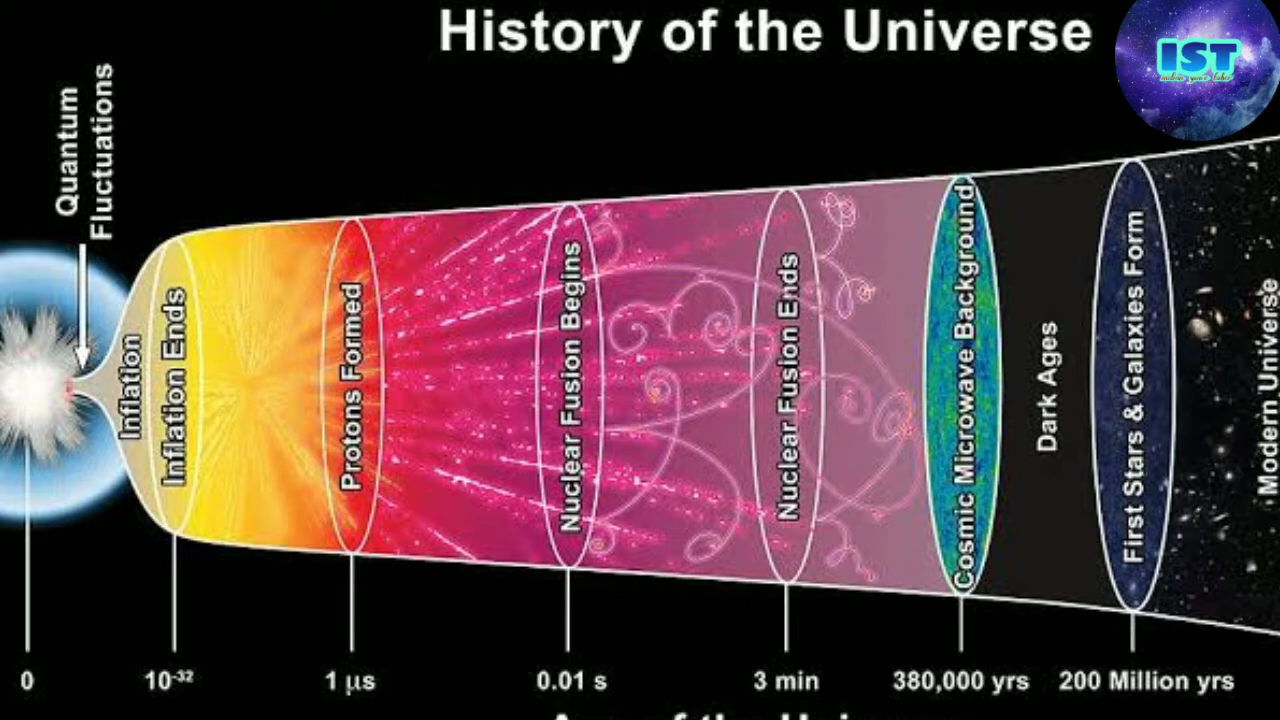 History of the Universe
IST
Quantum
Fluctuations
Inflation
Inflation Ends
Protons Formed
Nuclear Fusion Begins
Nuclear Fusion Ends
Cosmic Microwave Background
Dark Ages
First Stars & Galaxies Form
Modern Universe
0
10⁻³²
1 µs
0.01 s
3 min
380,000 yrs
200 Million yrs